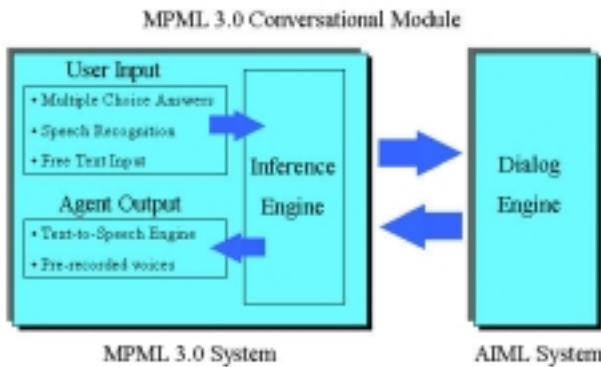 MPML 3.0 Conversational Module
User Input
• Multiple Choice Answers
• Speech Recognition
• Free Text Input
Inference
Engine
Agent Output
• Text-to-Speech Engine
• Pre-recorded voices
Dialog
Engine
MPML 3.0 System
AIML System